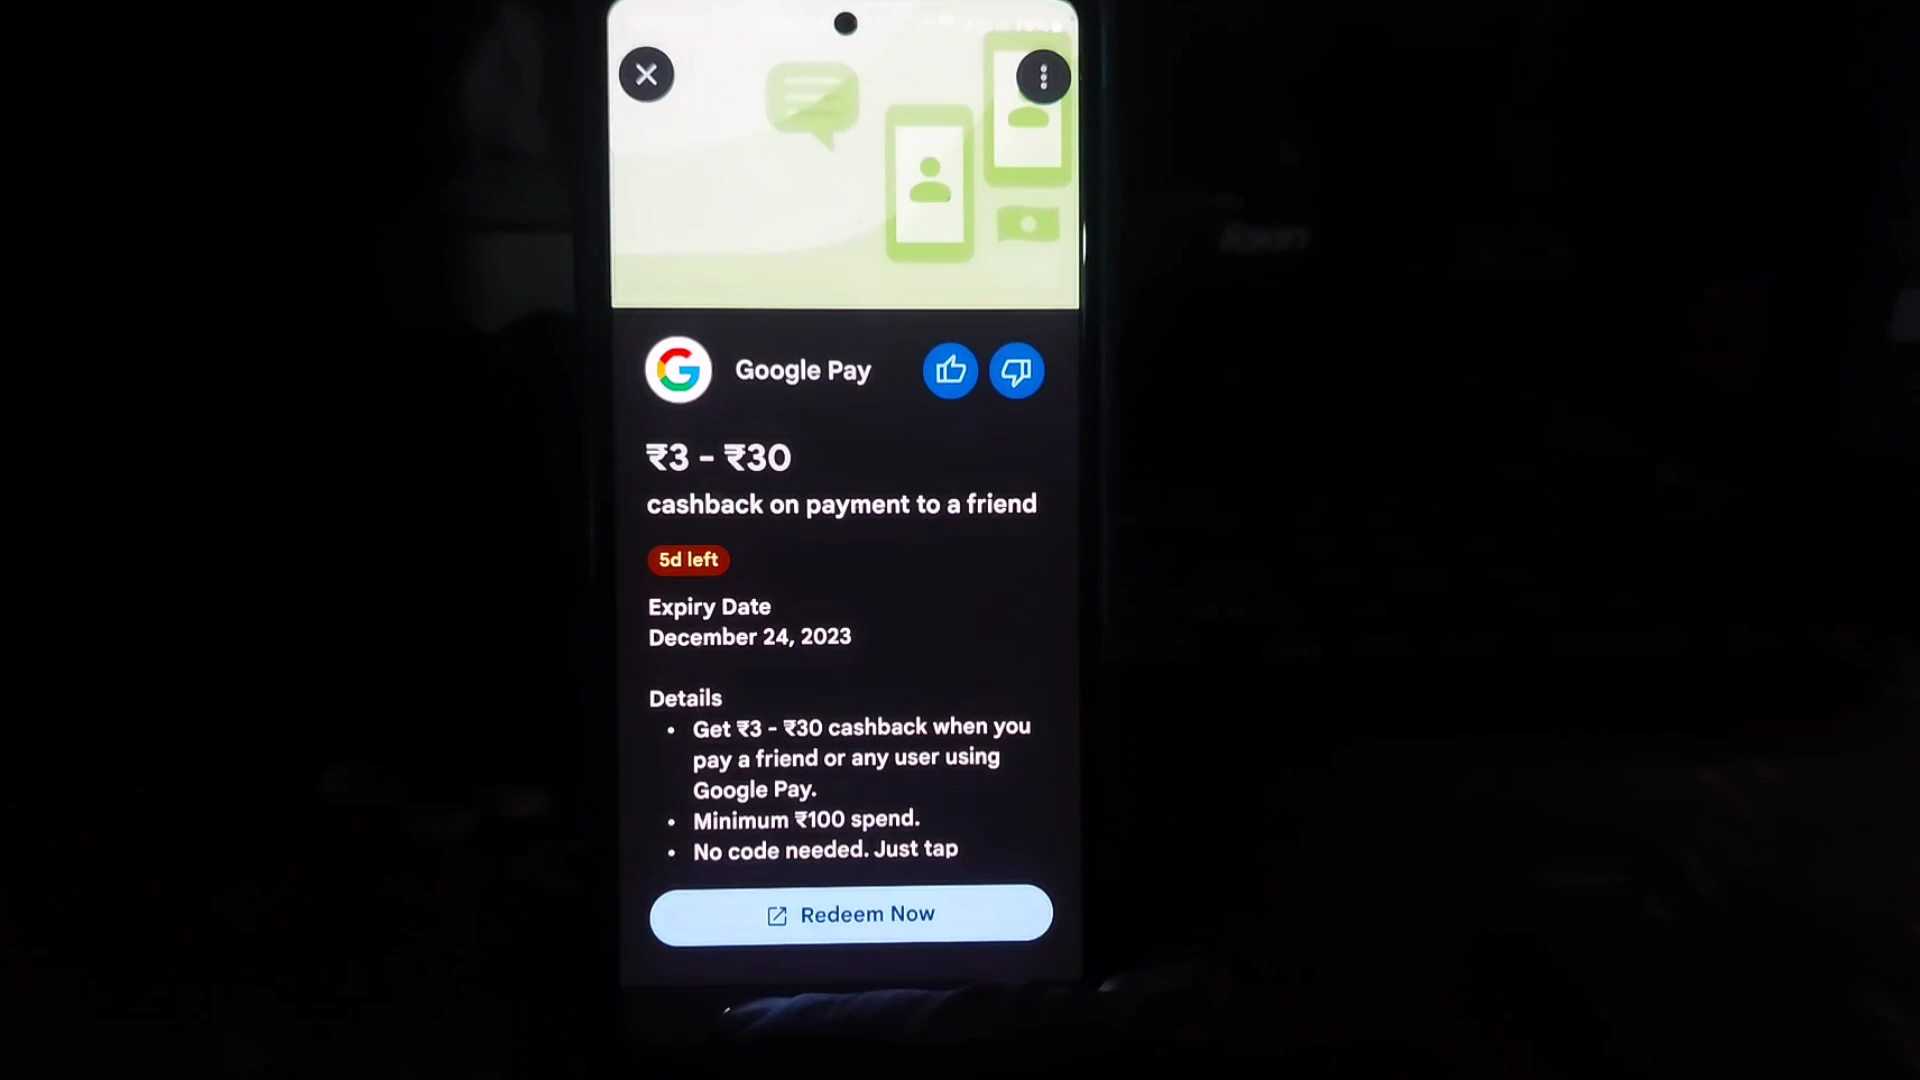 Google Pay
₹3 - ₹30
cashback on payment to a friend
5d left
Expiry Date
December 24, 2023
Details
• Get ₹3 - ₹30 cashback when you
pay a friend or any user using
Google Pay.
• Minimum ₹100 spend.
• No code needed. Just tap
Redeem Now